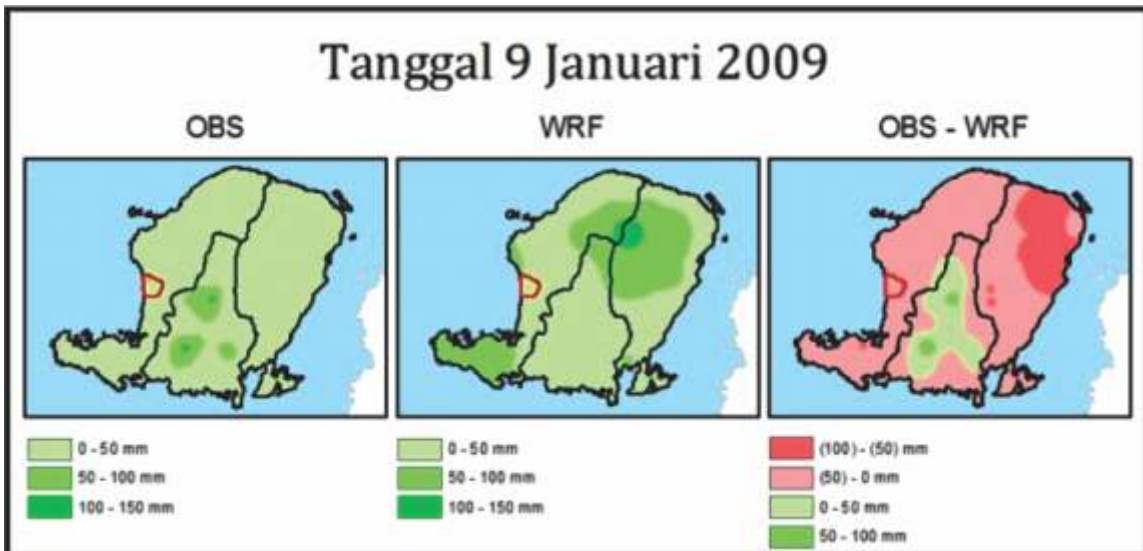 Tanggal 9 Januari 2009
OBS
WRF
OBS - WRF
0 - 50 mm
50 - 100 mm
100 - 150 mm
0 - 50 mm
50 - 100 mm
100 - 150 mm
(100) - (50) mm
(50) - 0 mm
0 - 50 mm
50 - 100 mm